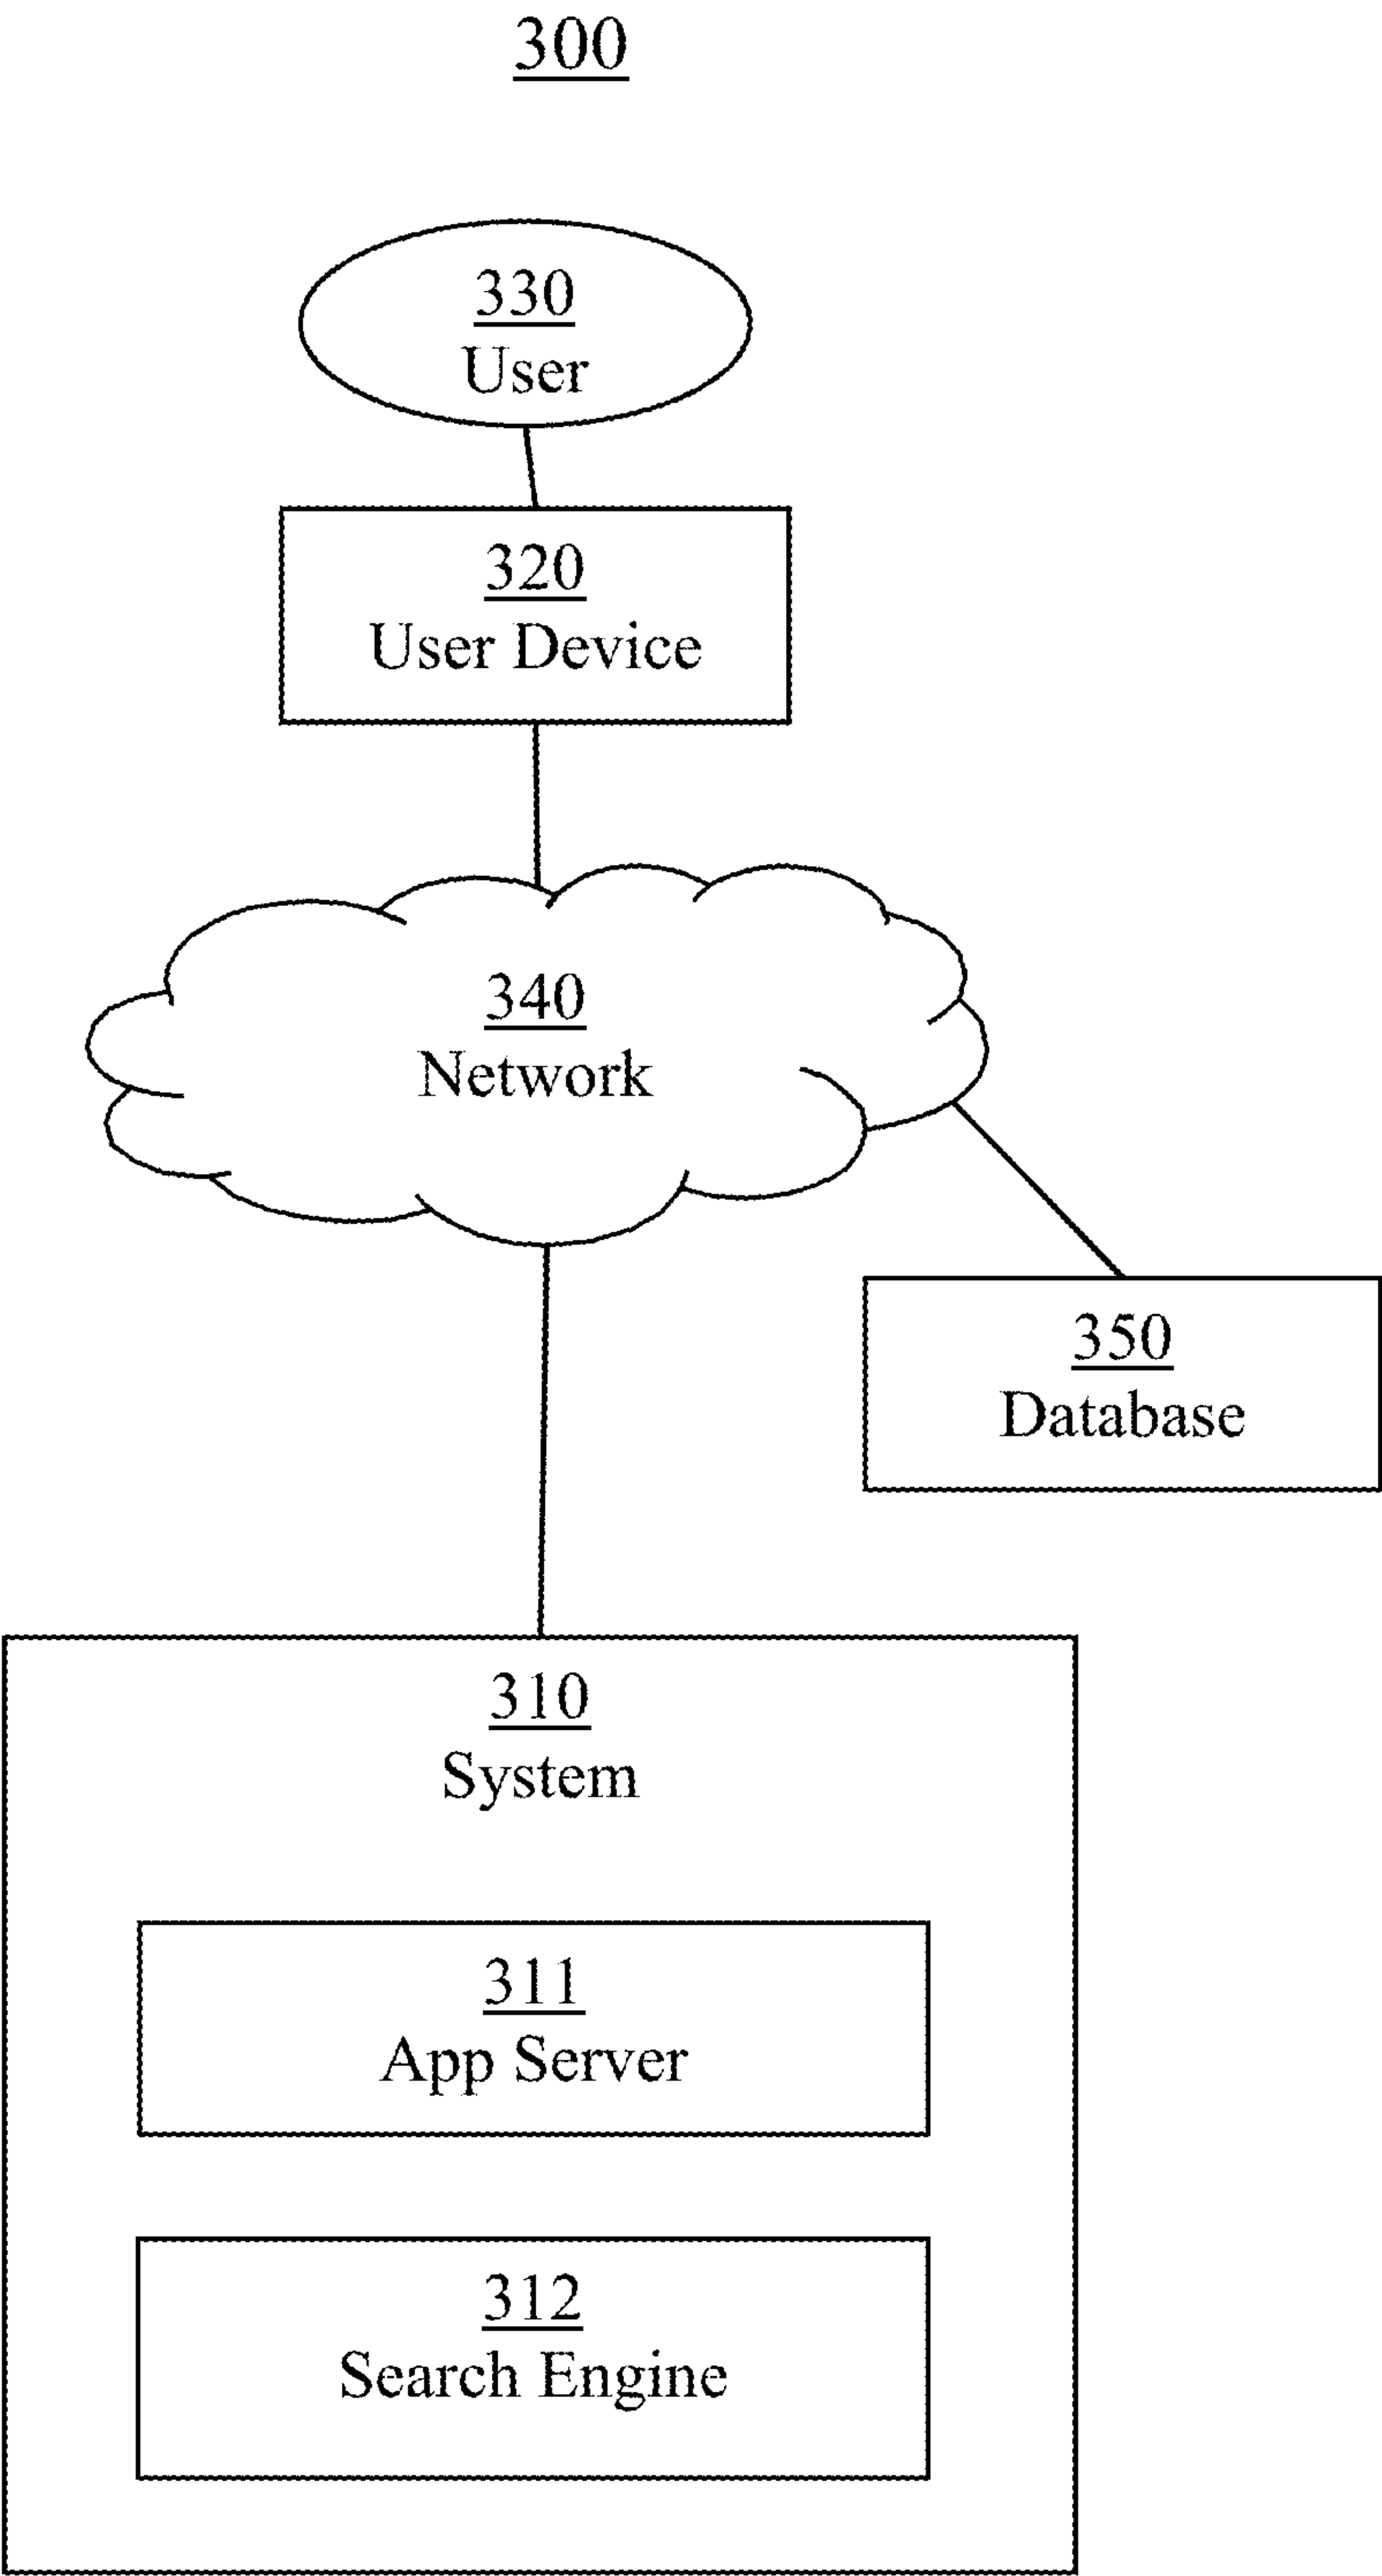 300
330
User
320
User Device
340
Network
350
Database
310
System
311
App Server
312
Search Engine